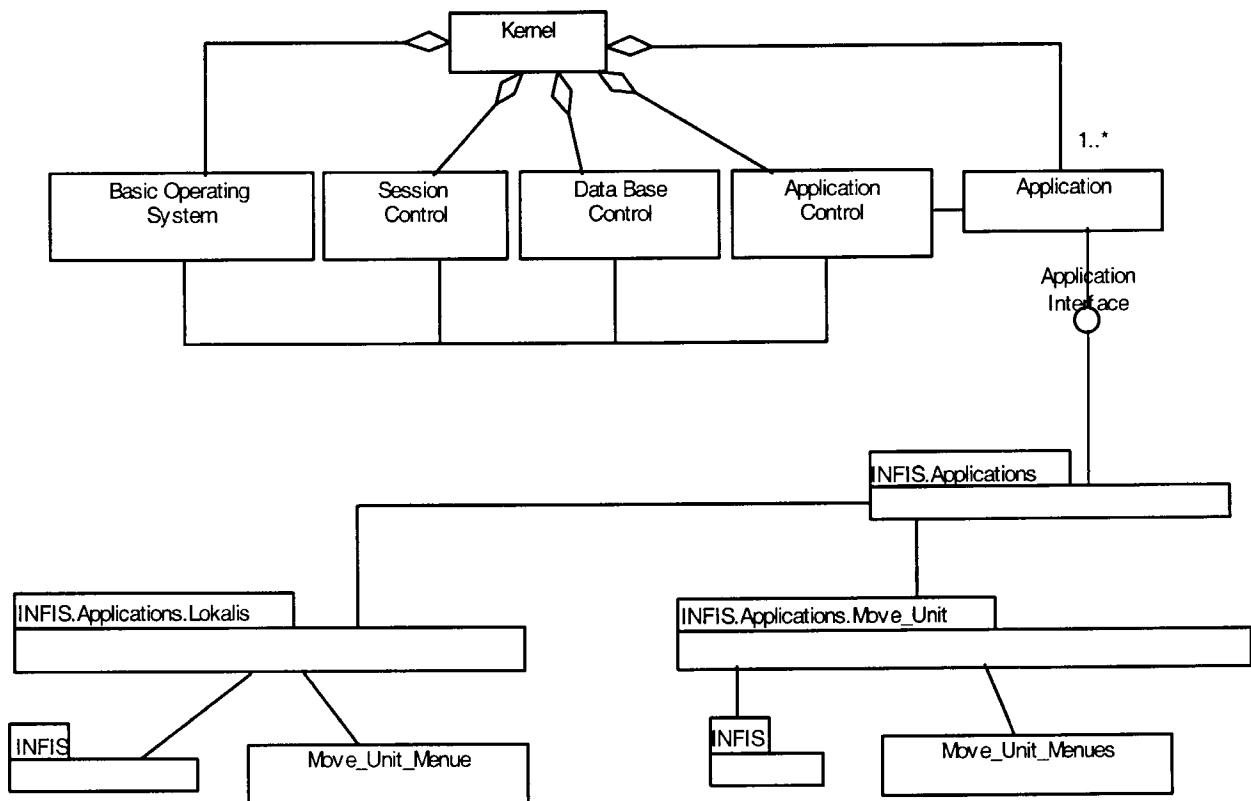 Kernel
1..*
Basic Operating
System
Session
Control
Data Base
Control
Application
Control
Application
Application
Interface
INFIS.Applications
INFIS.Applications.Lokalis
INFIS.Applications.Move_Unit
INFIS
Move_Unit_Menue
INFIS
Move_Unit_Menues